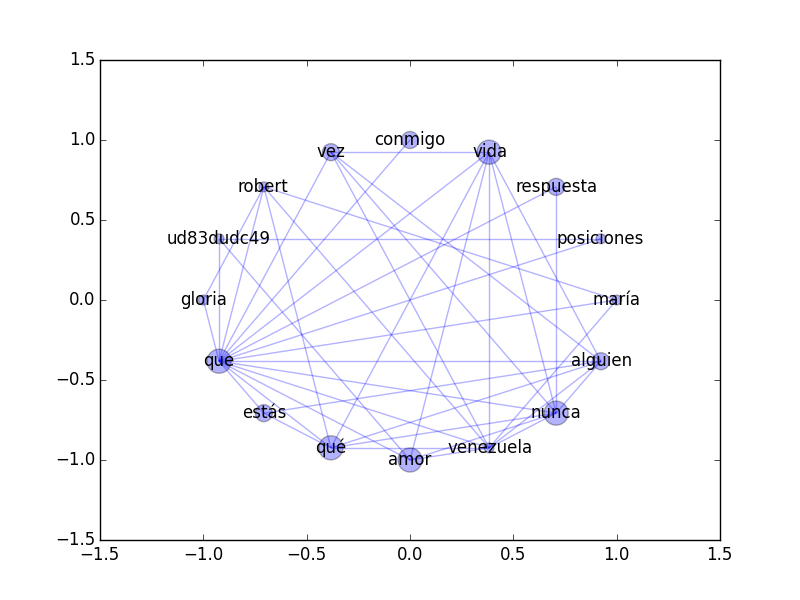 1.5
conmigo
1.0
vez
vida
robert
respuesta
0.5
ud83dudc49
posiciones
0.0
gloria
maría
que
alguien
−0.5
estás
nunca
qué
venezuela
−1.0
amor
−1.5
−1.5 −1.0 −0.5 0.0 0.5 1.0 1.5